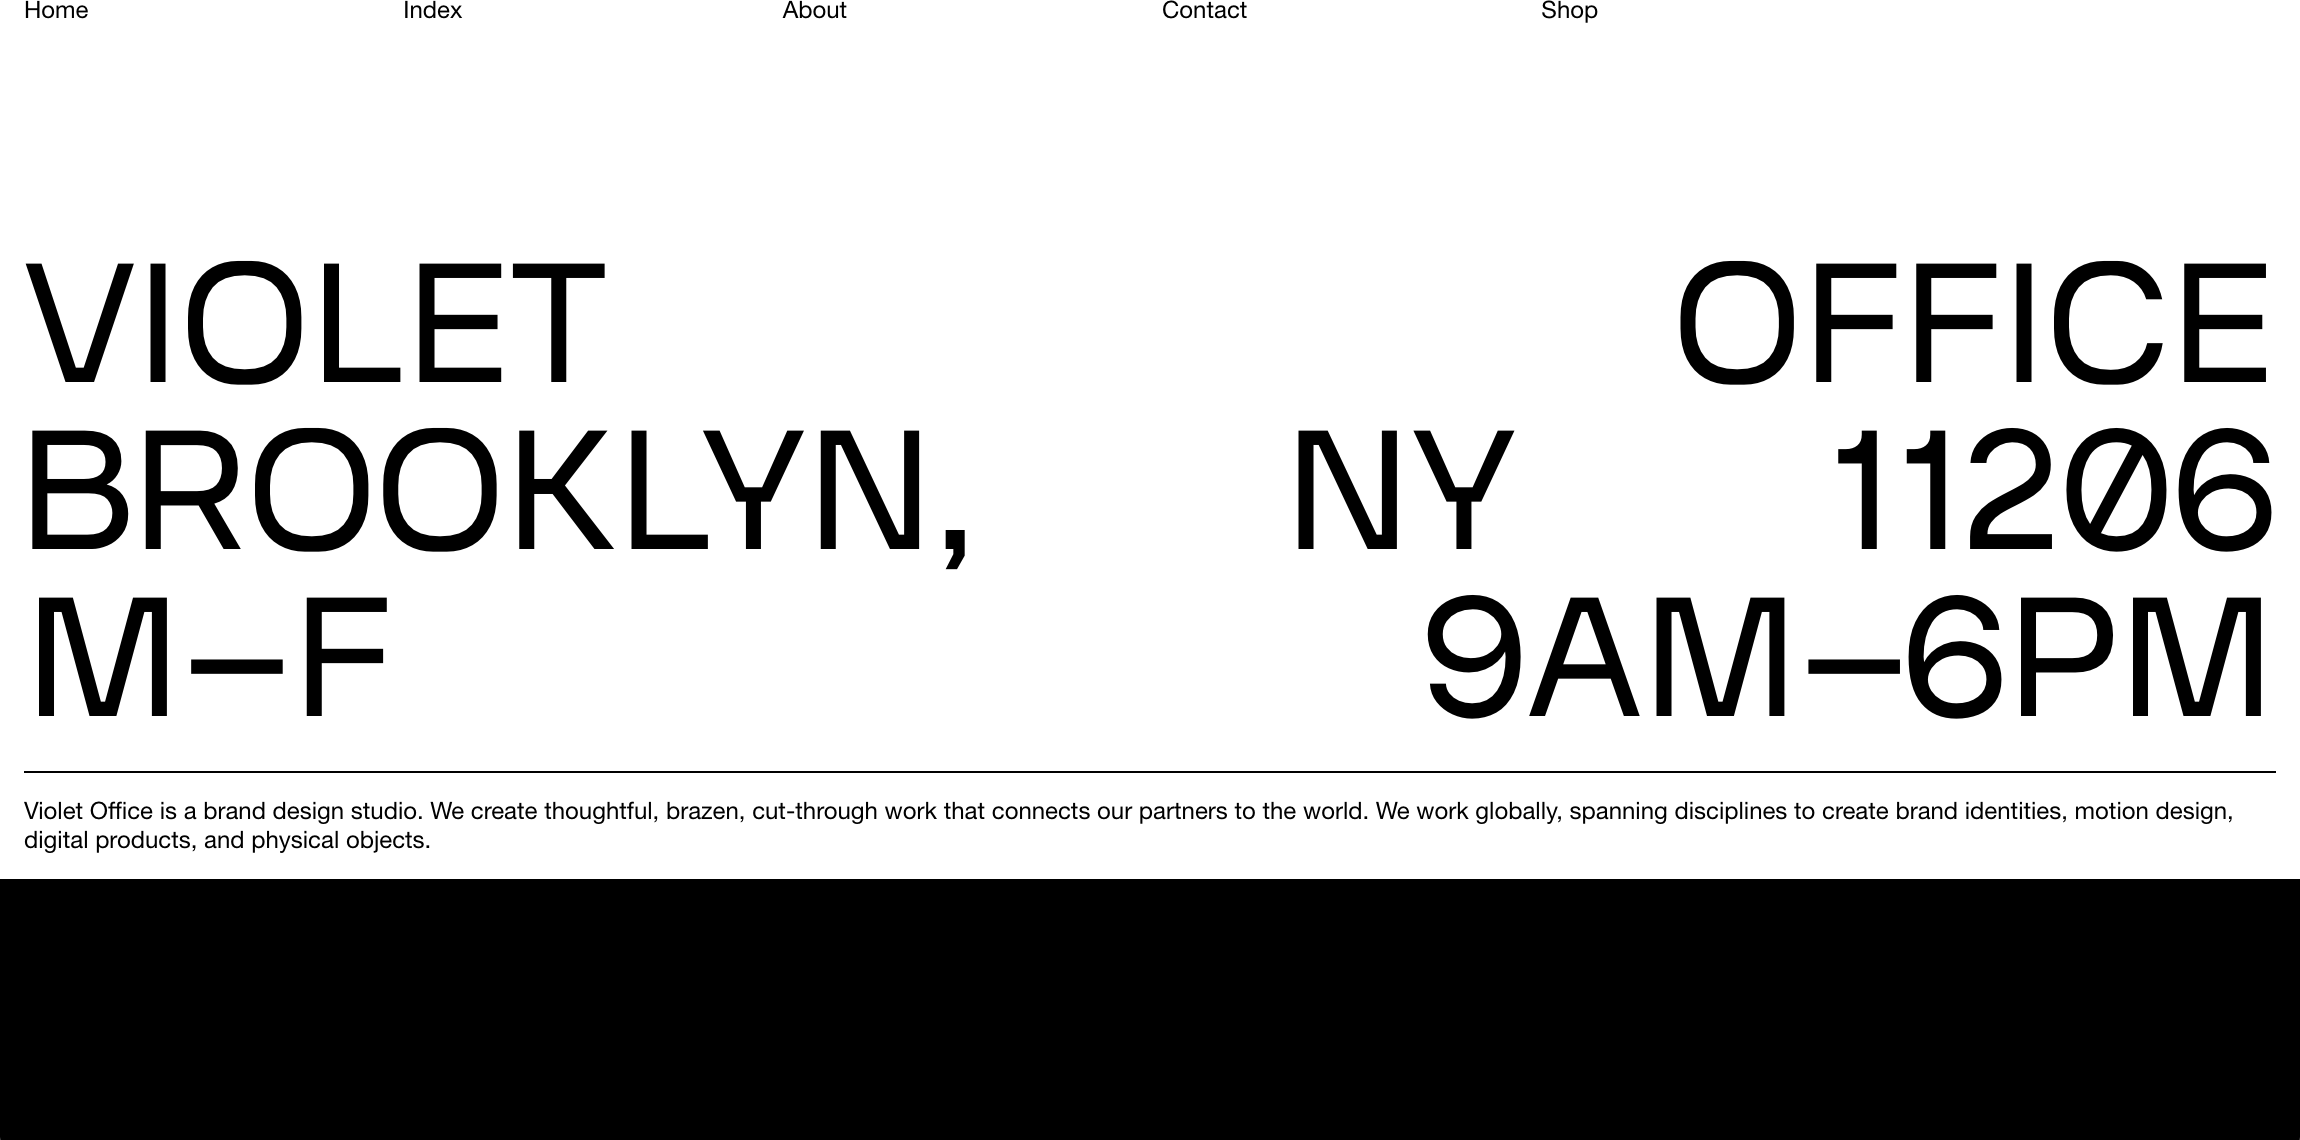 Home Index About Contact Shop
VIOLET OFFICE
BROOKLYN, NY 11206
M–F 9AM–6PM
Violet Office is a brand design studio. We create thoughtful, brazen, cut-through work that connects our partners to the world. We work globally, spanning disciplines to create brand identities, motion design,
digital products, and physical objects.